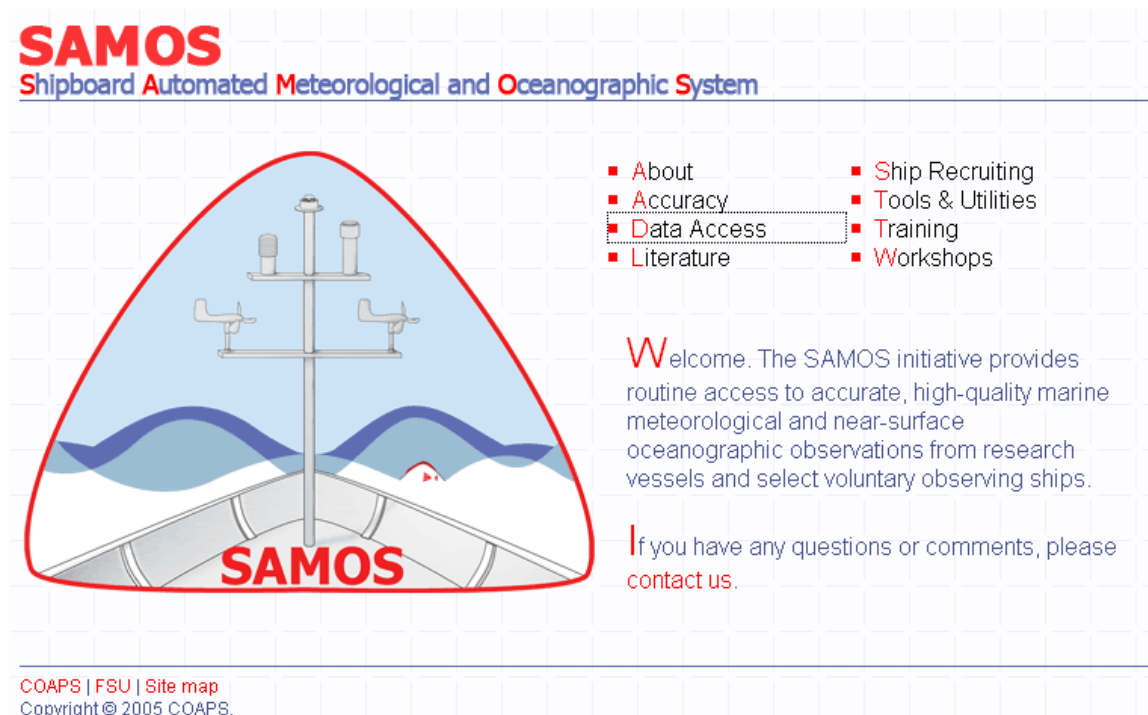 SAMOS
Shipboard Automated Meteorological and Oceanographic System
About
Accuracy
Data Access
Literature
Ship Recruiting
Tools & Utilities
Training
Workshops
Welcome. The SAMOS initiative provides
routine access to accurate, high-quality marine
meteorological and near-surface
oceanographic observations from research
vessels and select voluntary observing ships.
If you have any questions or comments, please
contact us.
SAMOS
COAPS | FSU | Site map
Copyright © 2005 COAPS.